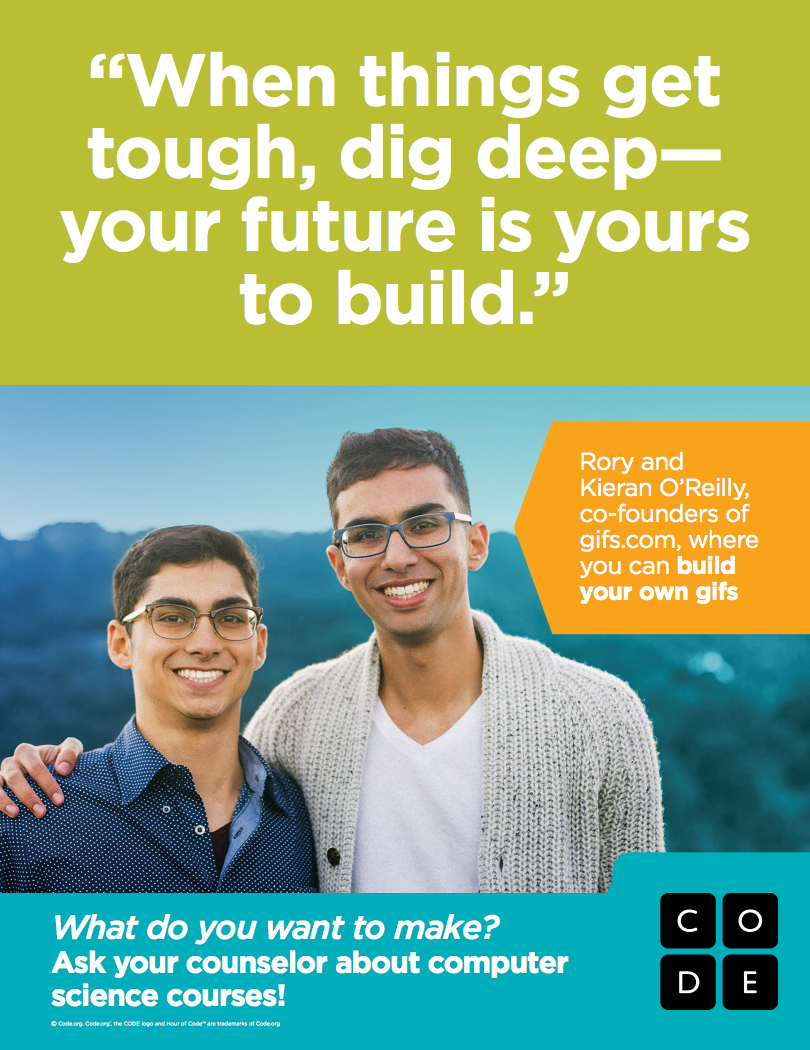 “When things get
tough, dig deep—
your future is yours
to build.”
Rory and
Kieran O’Reilly,
co-founders of
gifs.com, where
you can build
your own gifs
What do you want to make?
Ask your counselor about computer
science courses!
© Code.org. Code.org®, the CODE logo and Hour of Code™ are trademarks of Code.org
C O
D E